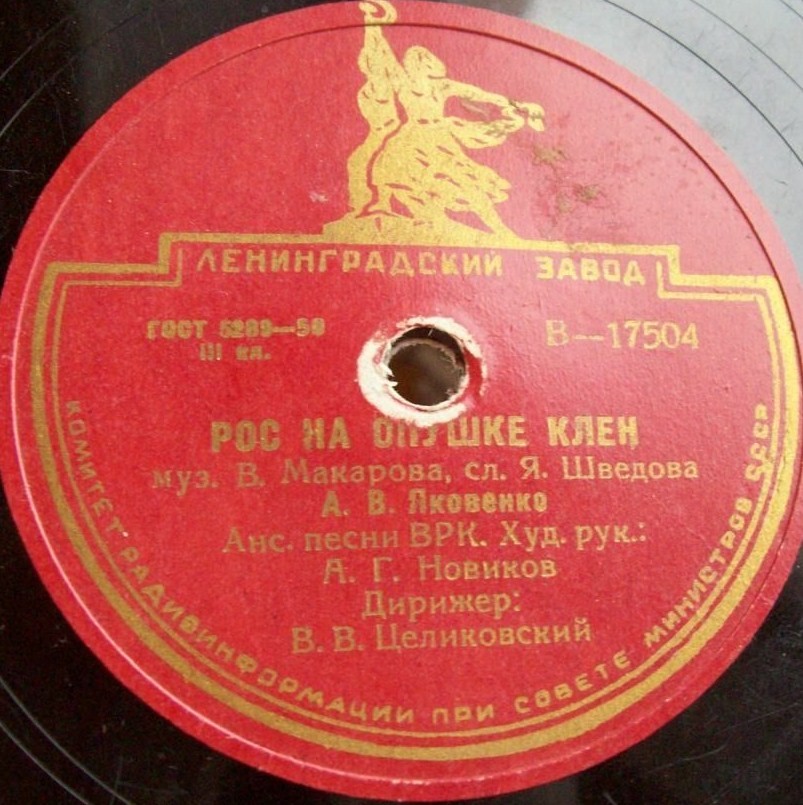 ЛЕНИНГРАДСКИЙ ЗАВОД
ГОСТ 5289—50
III кл.
В—17504
РОС НА ОПУШКЕ КЛЕН
муз. В. Макарова, сл. Я. Шведова
А. В. Яковенко
Анс. песни ВРК. Худ. рук.:
А. Г. Новиков
Дирижер:
В. В. Целиковский
КОМИТЕТ РАДИОИНФОРМАЦИИ ПРИ СОВЕТЕ МИНИСТРОВ СССР